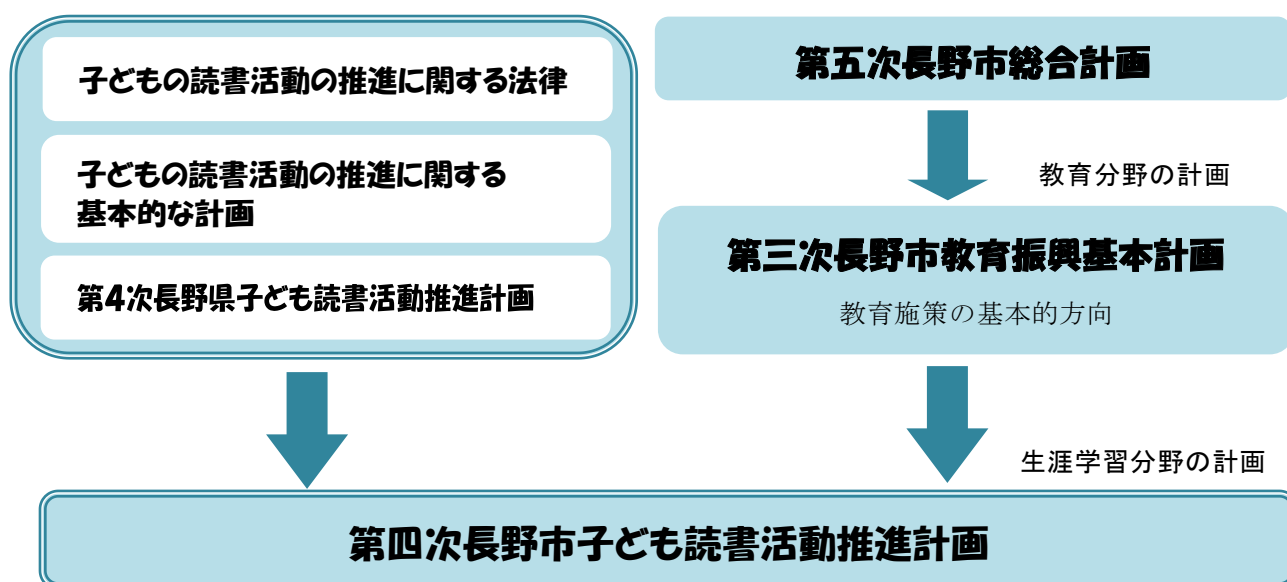 子どもの読書活動の推進に関する法律
子どもの読書活動の推進に関する
基本的な計画
第4次長野県子ども読書活動推進計画
第五次長野市総合計画
教育分野の計画
第三次長野市教育振興基本計画
教育施策の基本的方向
生涯学習分野の計画
第四次長野市子ども読書活動推進計画